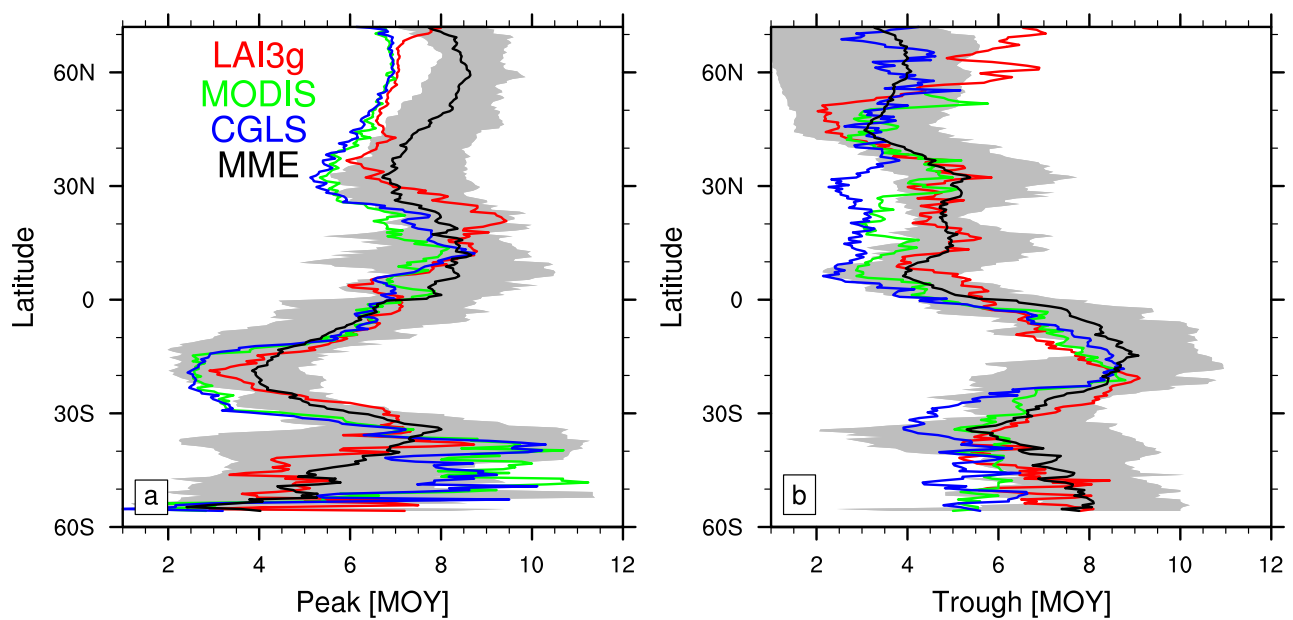 LAI3g
MODIS
CGLS
MME
60N
30N
0
30S
60S
Latitude
a
2 4 6 8 10 12
Peak [MOY]
60N
30N
0
30S
60S
Latitude
b
2 4 6 8 10 12
Trough [MOY]